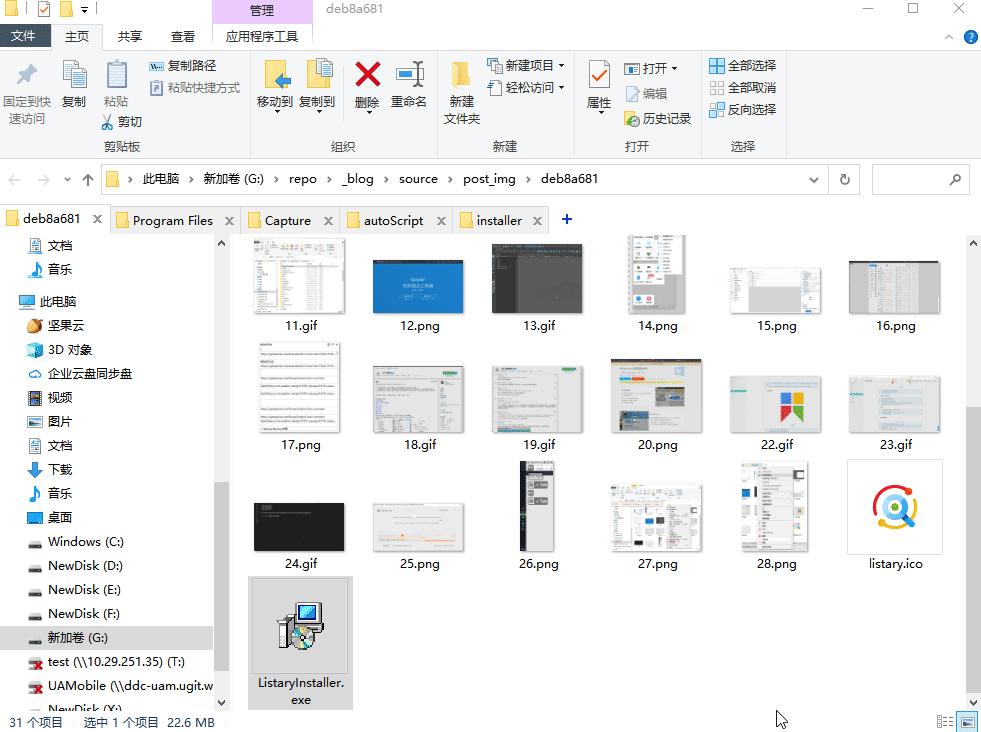 管理
deb8a681
文件
主页
共享
查看
应用程序工具
固定到快
速访问
复制
粘贴
复制路径
粘贴快捷方式
剪切
剪贴板
移动到
复制到
删除
重命名
组织
新建
文件夹
新建项目
轻松访问
新建
属性
打开
编辑
历史记录
打开
全部选择
全部取消
反向选择
选择
此电脑
新加卷 (G:)
repo
_blog
source
post_img
deb8a681
deb8a681
Program Files
Capture
autoScript
installer
文档
音乐
此电脑
坚果云
3D 对象
企业云盘同步盘
视频
图片
文档
下载
音乐
桌面
Windows (C:)
NewDisk (D:)
NewDisk (E:)
NewDisk (F:)
新加卷 (G:)
test (\\10.29.251.35) (T:)
UAMobile (\\ddc-uam.ugit.w
NewDisk (X:)
11.gif
12.png
13.gif
14.png
15.png
16.png
17.png
18.gif
19.gif
20.png
22.gif
23.gif
24.gif
25.png
26.png
27.png
28.png
listary.ico
ListaryInstaller.
exe
31 个项目
选中 1 个项目 22.6 MB